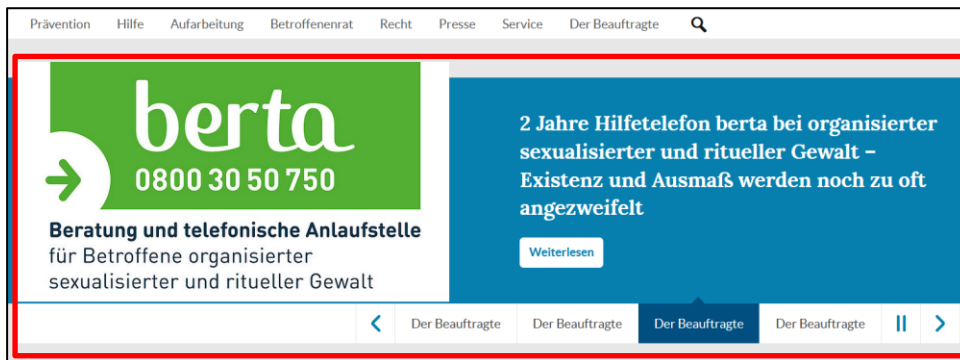 Prävention Hilfe Aufarbeitung Betroffenenrat Recht Presse Service Der Beauftragte
berta
0800 30 50 750
Beratung und telefonische Anlaufstelle
für Betroffene organisierter
sexualisierter und ritueller Gewalt
2 Jahre Hilfetelefon berta bei organisierter
sexualisierter und ritueller Gewalt –
Existenz und Ausmaß werden noch zu oft
angezweifelt
Weiterlesen
Der Beauftragte Der Beauftragte Der Beauftragte Der Beauftragte